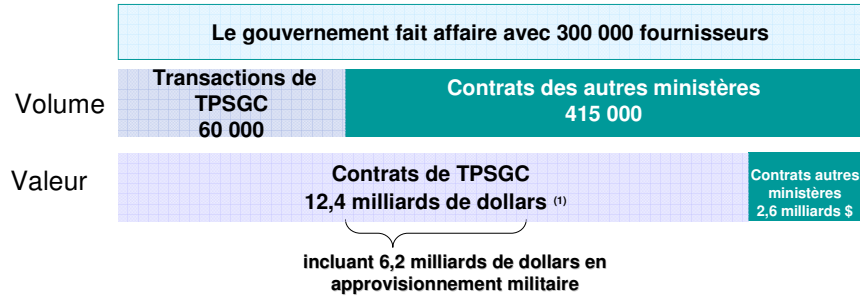 Le gouvernement fait affaire avec 300 000 fournisseurs
Volume
Transactions de
TPSGC
60 000
Contrats des autres ministères
415 000
Valeur
Contrats de TPSGC
12,4 milliards de dollars (1)
Contrats autres
ministères
2,6 milliards $
incluant 6,2 milliards de dollars en
approvisionnement militaire